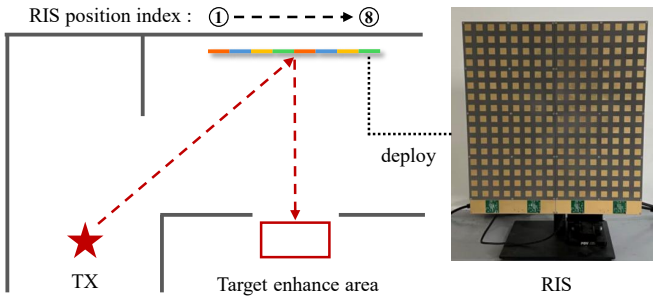 RIS position index : ① ⑧
deploy
TX
Target enhance area
RIS